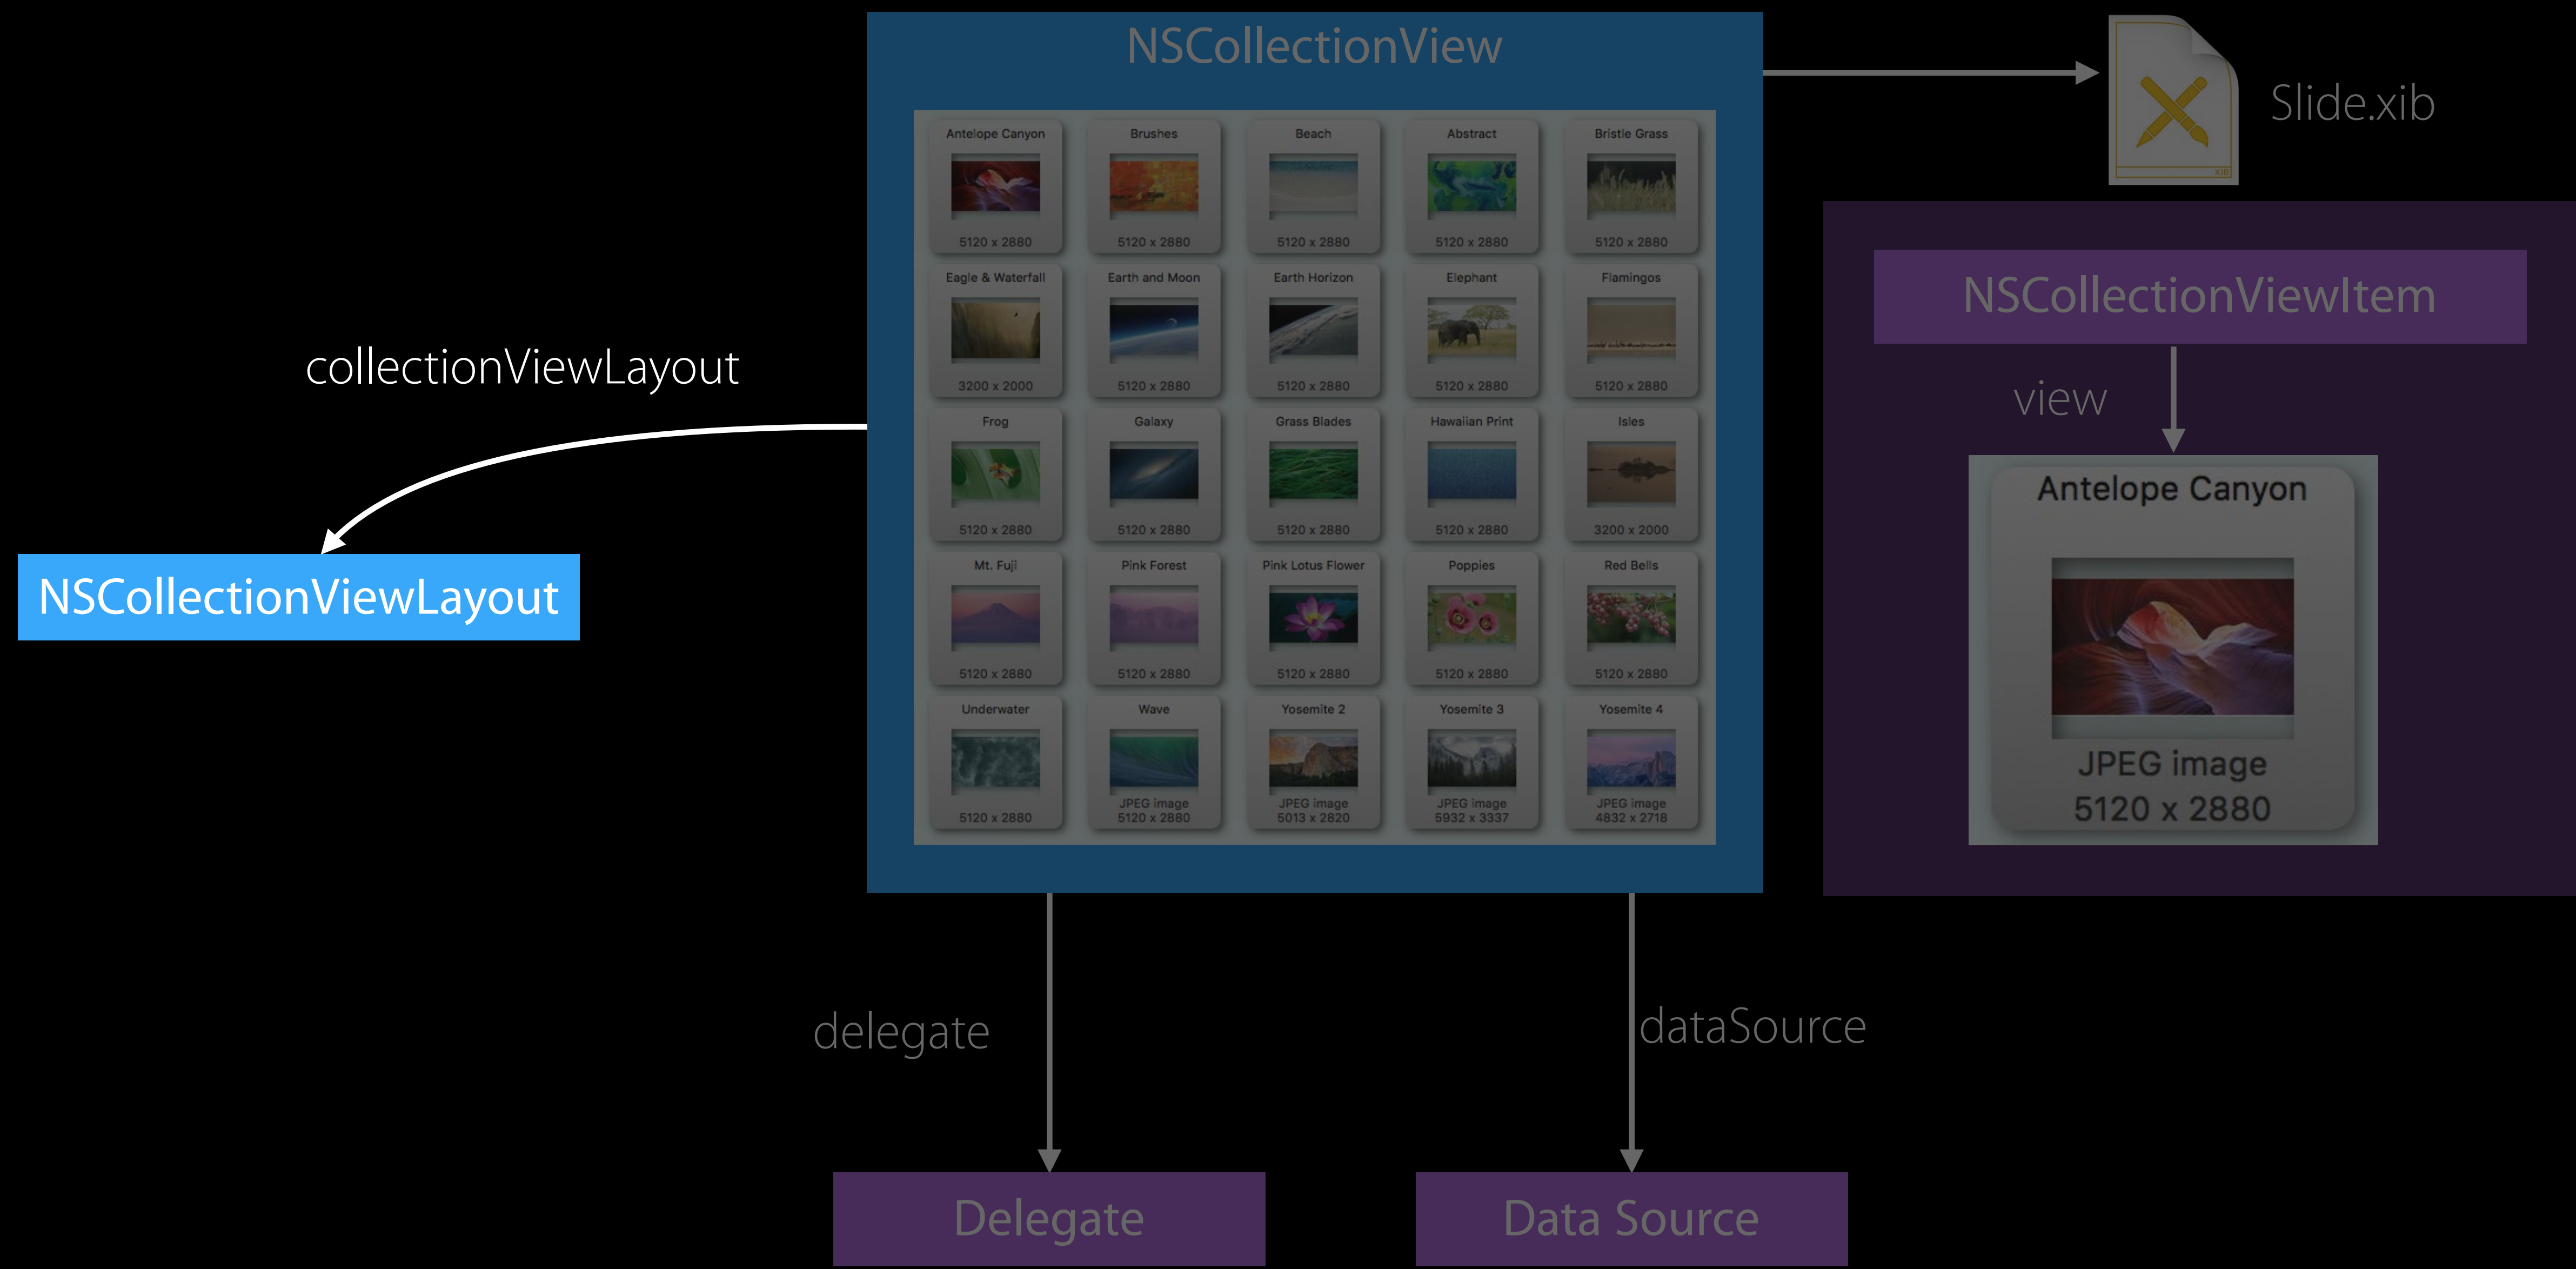 NSCollectionView
Antelope Canyon
5120 x 2880
Brushes
5120 x 2880
Beach
5120 x 2880
Abstract
5120 x 2880
Bristle Grass
5120 x 2880
Eagle & Waterfall
3200 x 2000
Earth and Moon
5120 x 2880
Earth Horizon
5120 x 2880
Elephant
5120 x 2880
Flamingos
5120 x 2880
Frog
5120 x 2880
Galaxy
5120 x 2880
Grass Blades
5120 x 2880
Hawaiian Print
5120 x 2880
Isles
3200 x 2000
Mt. Fuji
5120 x 2880
Pink Forest
5120 x 2880
Pink Lotus Flower
5120 x 2880
Poppies
5120 x 2880
Red Bells
5120 x 2880
Underwater
5120 x 2880
Wave
JPEG image
5120 x 2880
Yosemite 2
JPEG image
5013 x 2820
Yosemite 3
JPEG image
5932 x 3337
Yosemite 4
JPEG image
4832 x 2718
XIB
Slide.xib
NSCollectionViewItem
view
Antelope Canyon
JPEG image
5120 x 2880
collectionViewLayout
NSCollectionViewLayout
delegate
dataSource
Delegate
Data Source